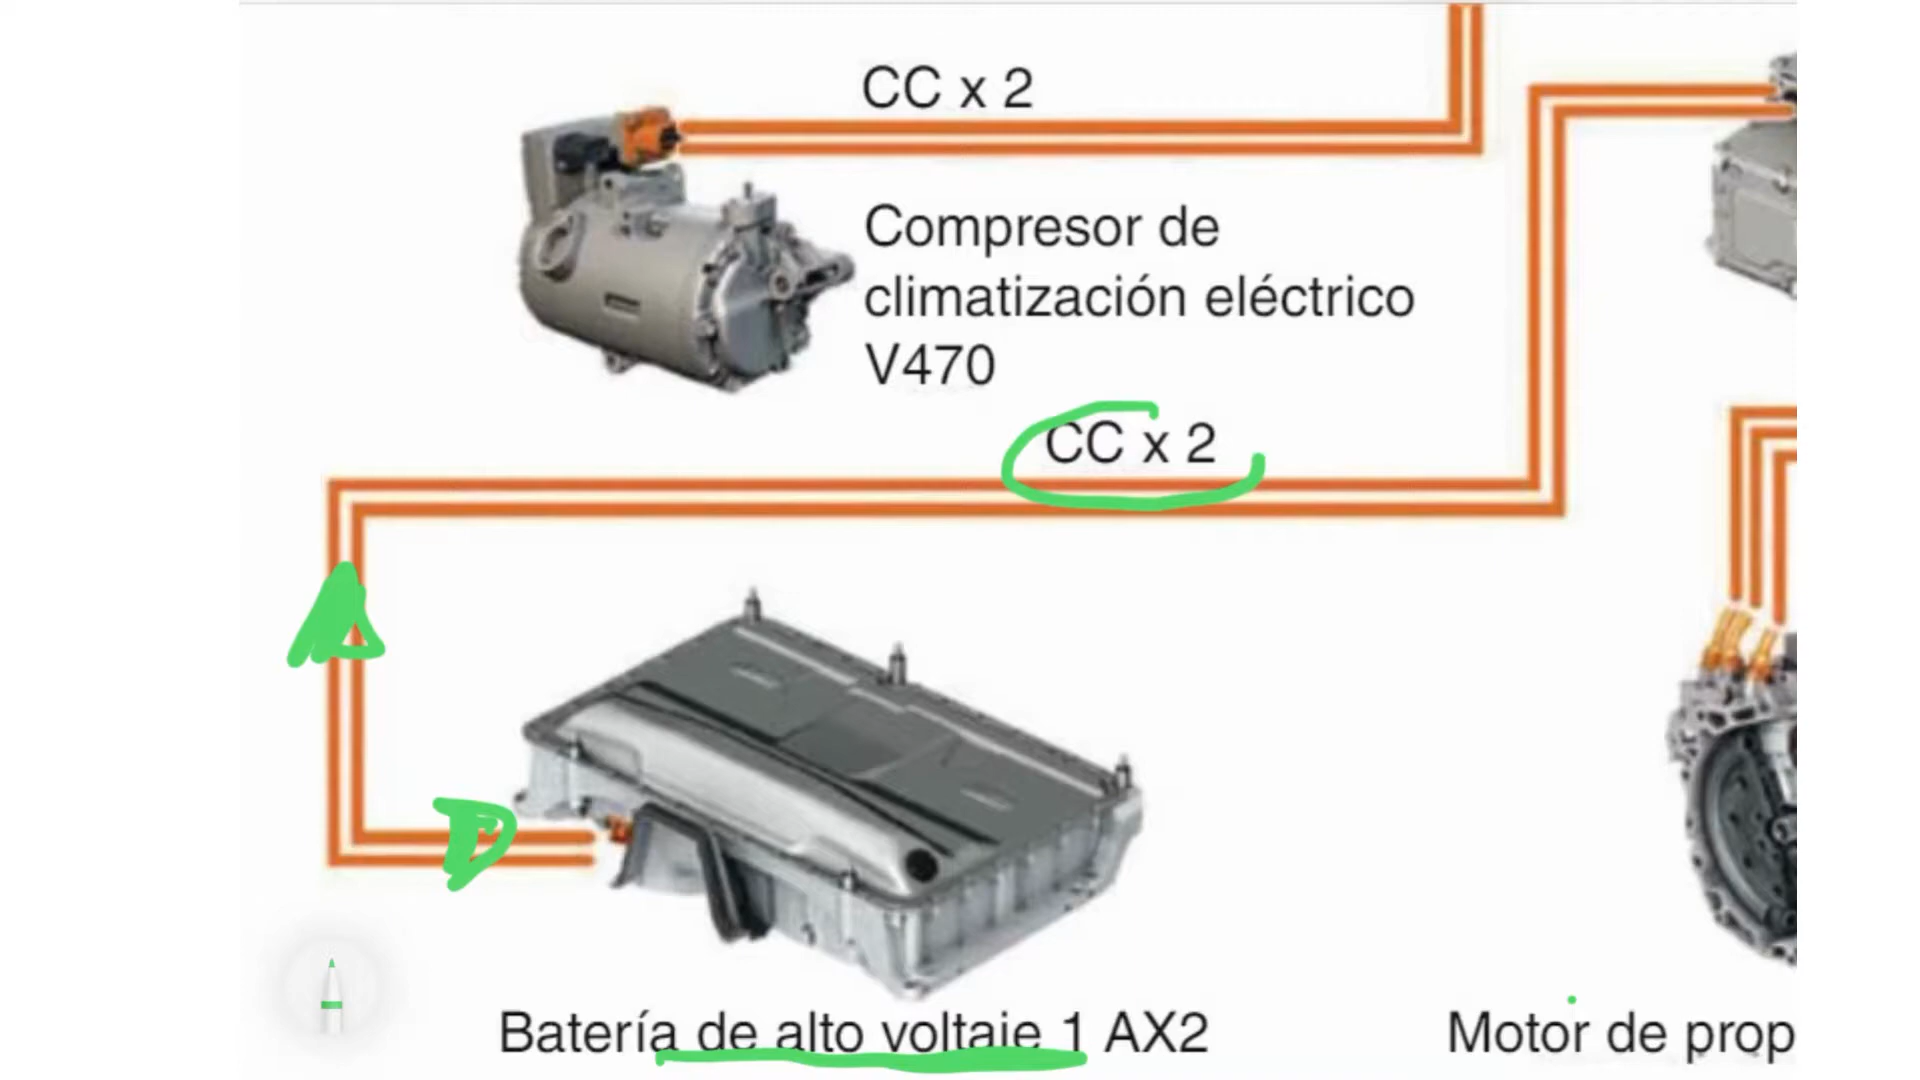 CC x 2
Compresor de
climatización eléctrico
V470
CC x 2
Batería de alto voltaje 1 AX2
Motor de prop